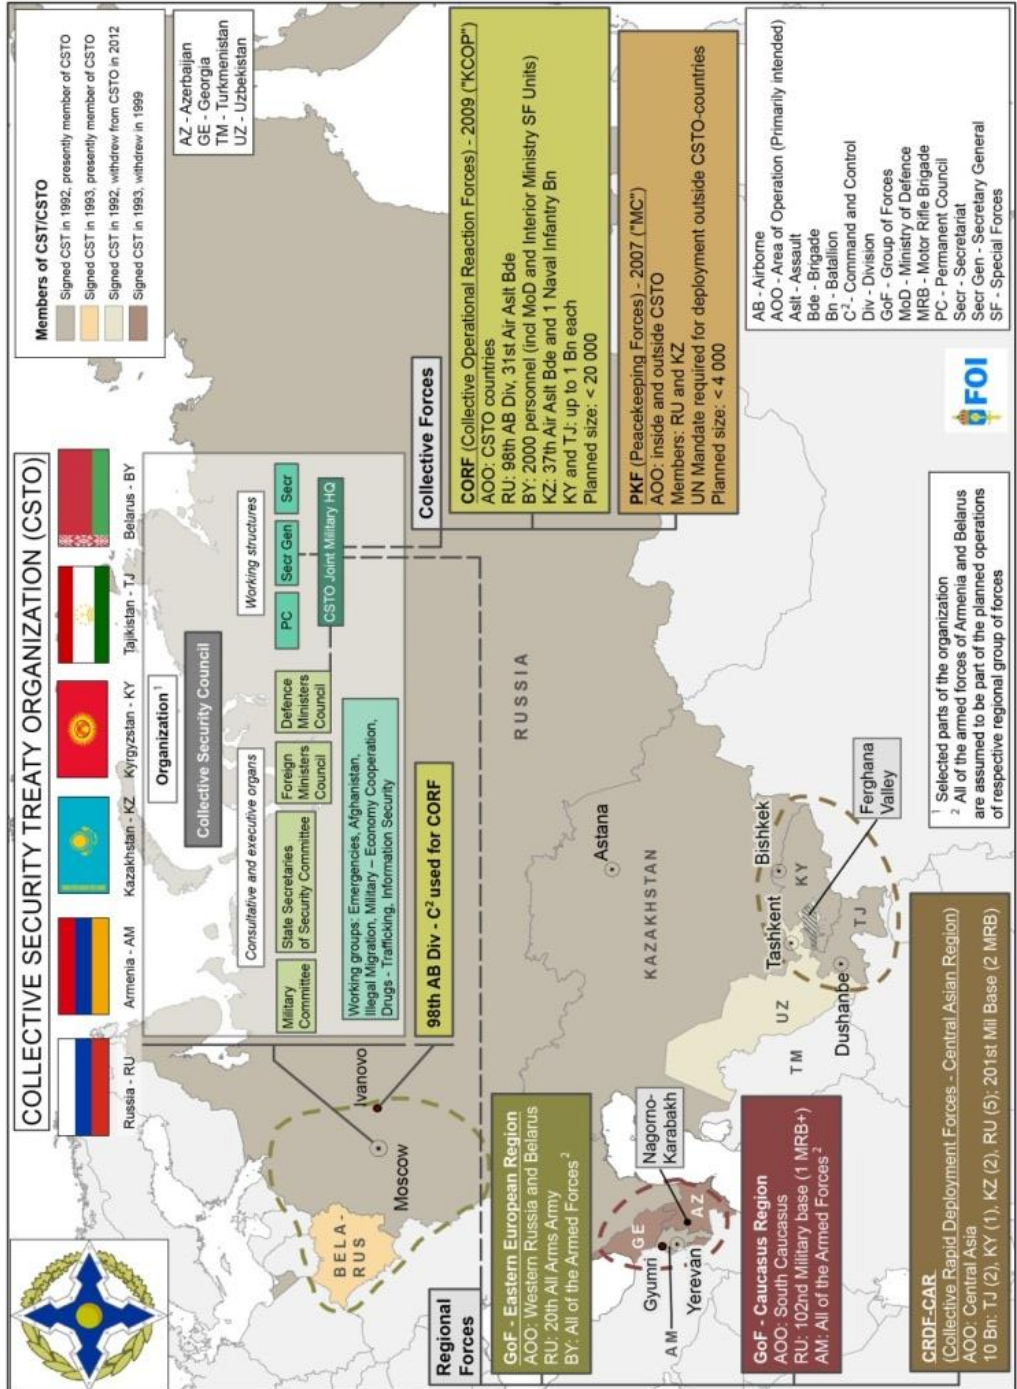 COLLECTIVE SECURITY TREATY ORGANIZATION (CSTO)
Russia - RU
Armenia - AM
Kazakhstan - KZ
Kyrgyzstan - KY
Tajikistan - TJ
Belarus - BY
Members of CST/CSTO
Signed CST in 1992, presently member of CSTO
Signed CST in 1993, presently member of CSTO
Signed CST in 1992, withdrew from CSTO in 2012
Signed CST in 1993, withdrew in 1999
AZ - Azerbaijan
GE - Georgia
TM - Turkmenistan
UZ - Uzbekistan
Organization 1
Collective Security Council
Consultative and executive organs
Working structures
Military
Committee
State Secretaries
of Security Committee
Foreign
Ministers
Council
Defence
Ministers
Council
PC
Secr Gen
Secr
CSTO Joint Military HQ
Working groups: Emergencies, Afghanistan,
Illegal Migration, Military – Economy Cooperation,
Drugs - Trafficking, Information Security
98th AB Div - C2 used for CORF
BELA-
RUS
Moscow
Ivanovo
RUSSIA
Regional
Forces
Collective Forces
GoF - Eastern European Region
AOO: Western Russia and Belarus
RU: 20th All Arms Army
BY: All of the Armed Forces 2
CORF (Collective Operational Reaction Forces) - 2009 ("KCOP")
AOO: CSTO countries
RU: 98th AB Div, 31st Air Aslt Bde
BY: 2000 personnel (incl MoD and Interior Ministry SF Units)
KZ: 37th Air Aslt Bde and 1 Naval Infantry Bn
KY and TJ: up to 1 Bn each
Planned size: < 20 000
PKF (Peacekeeping Forces) - 2007 ("MC")
AOO: inside and outside CSTO
Members: RU and KZ
UN Mandate required for deployment outside CSTO-countries
Planned size: < 4 000
GE
AZ
AM
Gyumri
Yerevan
Nagorno-
Karabakh
Astana
KAZAKHSTAN
UZ
TM
Tashkent
Bishkek
KY
TJ
Dushanbe
Ferghana
Valley
GoF - Caucasus Region
AOO: South Caucasus
RU: 102nd Military base (1 MRB+)
AM: All of the Armed Forces 2
CRDF-CAR
(Collective Rapid Deployment Forces - Central Asian Region)
AOO: Central Asia
10 Bn: TJ (2), KY (1), KZ (2), RU (5); 201st Mil Base (2 MRB)
1 Selected parts of the organization
2 All of the armed forces of Armenia and Belarus
are assumed to be part of the planned operations
of respective regional group of forces
FOI
AB - Airborne
AOO - Area of Operation (Primarily intended)
Aslt - Assault
Bde - Brigade
Bn - Batallion
C2 - Command and Control
Div - Division
GoF - Group of Forces
MoD - Ministry of Defence
MRB - Motor Rifle Brigade
PC - Permanent Council
Secr - Secretariat
Secr Gen - Secretary General
SF - Special Forces